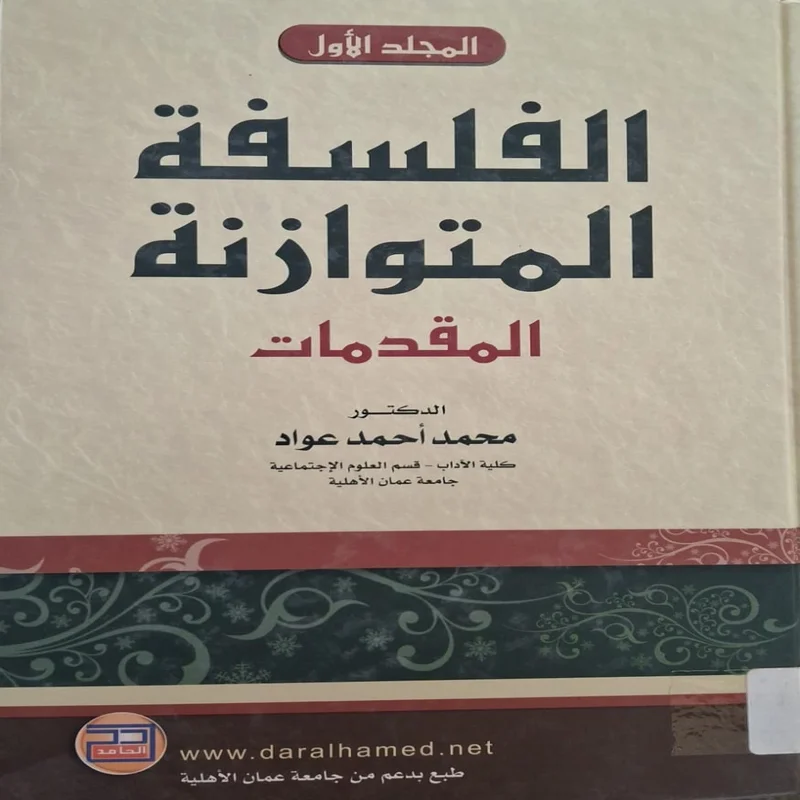 المجلد الأول
الفلسفة
المتوازنة
المقدمات
الدكتور
محمد أحمد عواد
كلية الآداب - قسم العلوم الإجتماعية
جامعة عمان الأهلية
الحامد
www.daralhamed.net
طبع بدعم من جامعة عمان الأهلية